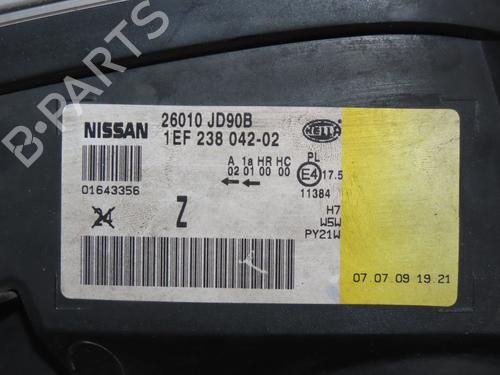 B-PARTS
NISSAN
26010 JD90B
1EF 238 042-02
HELLA
01643356
A 1a HR HC
02 01 00 00
PL
E4 17.5
11384
H7
W5W
PY21W
24
Z
07.07.09 19.21